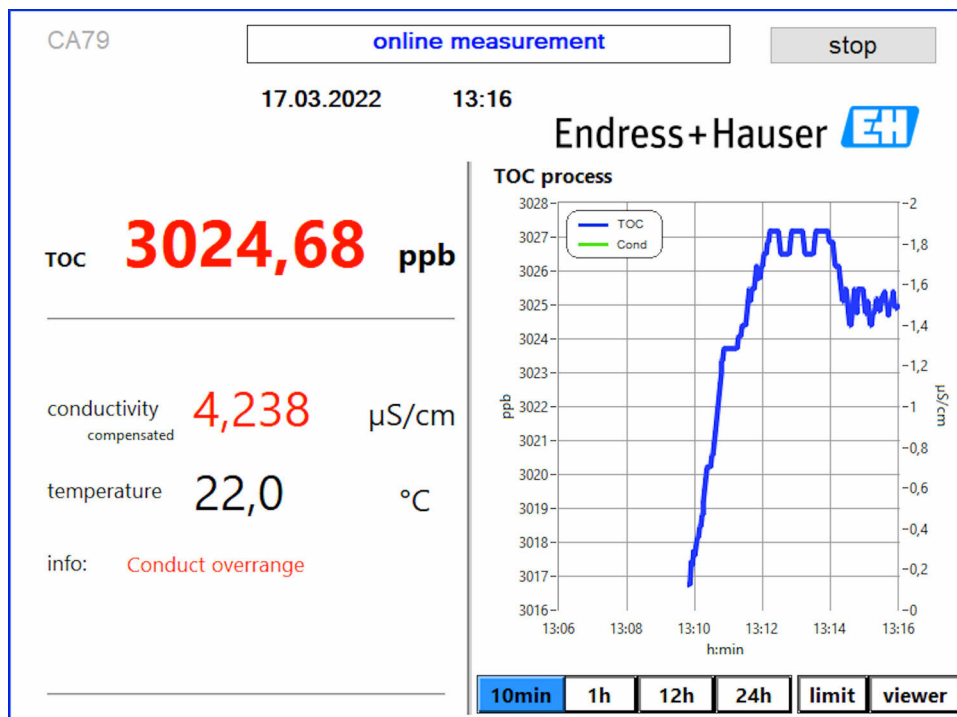 CA79
online measurement
stop
17.03.2022 13:16
Endress+Hauser EH
TOC 3024,68 ppb
conductivity 4,238 µS/cm
compensated
temperature 22,0 °C
info: Conduct overrange
TOC process
TOC
Cond
3028
3027
3026
3025
3024
3023
3022
3021
3020
3019
3018
3017
3016
ppb
2
1,8
1,6
1,4
1,2
1
0,8
0,6
0,4
0,2
0
µS/cm
13:06 13:08 13:10 13:12 13:14 13:16
h:min
10min 1h 12h 24h limit viewer